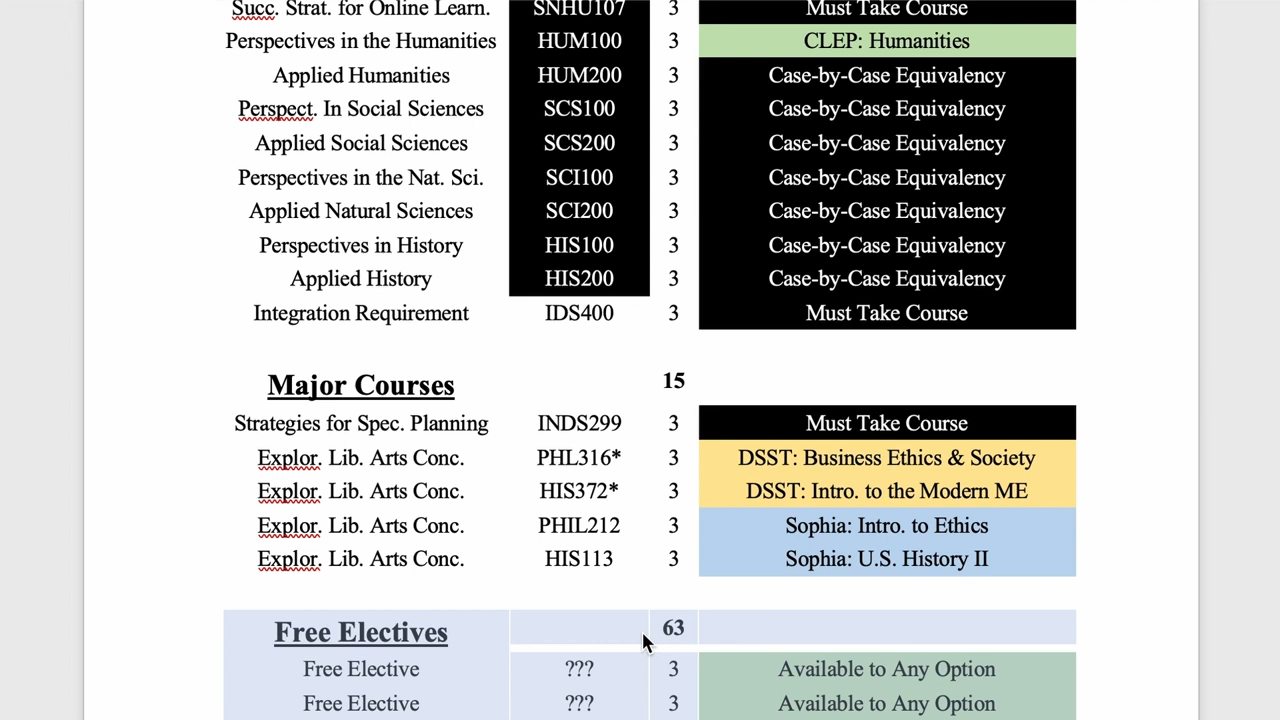 Succ. Strat. for Online Learn. SNHU107 3 Must Take Course
Perspectives in the Humanities HUM100 3 CLEP: Humanities
Applied Humanities HUM200 3 Case-by-Case Equivalency
Perspect. In Social Sciences SCS100 3 Case-by-Case Equivalency
Applied Social Sciences SCS200 3 Case-by-Case Equivalency
Perspectives in the Nat. Sci. SCI100 3 Case-by-Case Equivalency
Applied Natural Sciences SCI200 3 Case-by-Case Equivalency
Perspectives in History HIS100 3 Case-by-Case Equivalency
Applied History HIS200 3 Case-by-Case Equivalency
Integration Requirement IDS400 3 Must Take Course
Major Courses 15
Strategies for Spec. Planning INDS299 3 Must Take Course
Explor. Lib. Arts Conc. PHL316* 3 DSST: Business Ethics & Society
Explor. Lib. Arts Conc. HIS372* 3 DSST: Intro. to the Modern ME
Explor. Lib. Arts Conc. PHIL212 3 Sophia: Intro. to Ethics
Explor. Lib. Arts Conc. HIS113 3 Sophia: U.S. History II
Free Electives 63
Free Elective ??? 3 Available to Any Option
Free Elective ??? 3 Available to Any Option